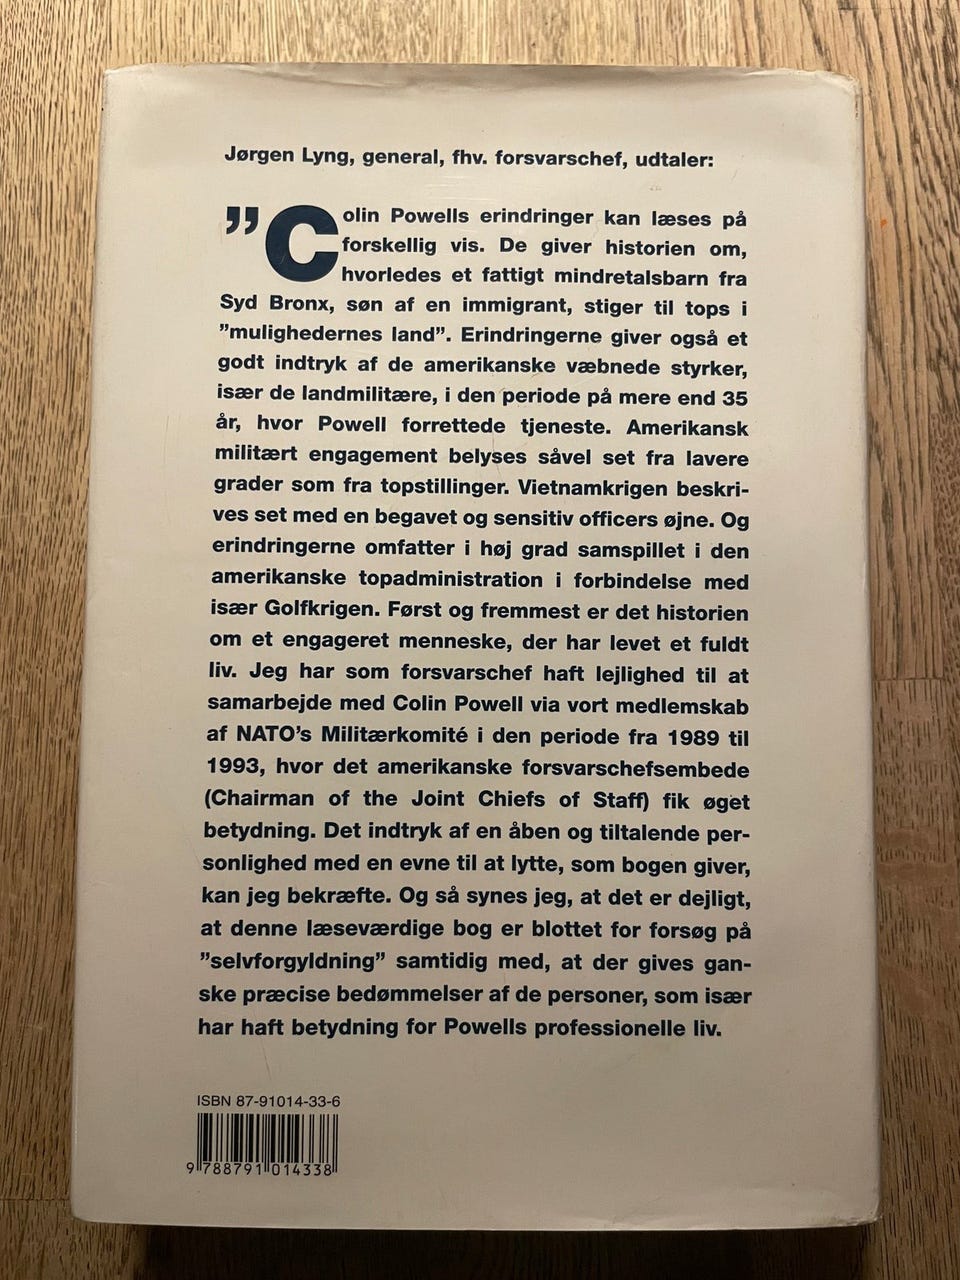 Jørgen Lyng, general, fhv. forsvarschef, udtaler:
”Colin Powells erindringer kan læses på
forskellig vis. De giver historien om,
hvorledes et fattigt mindretalsbarn fra
Syd Bronx, søn af en immigrant, stiger til tops i
”mulighedernes land”. Erindringerne giver også et
godt indtryk af de amerikanske væbnede styrker,
især de landmilitære, i den periode på mere end 35
år, hvor Powell forrettede tjeneste. Amerikansk
militært engagement belyses såvel set fra lavere
grader som fra topstillinger. Vietnamkrigen beskri-
ves set med en begavet og sensitiv officers øjne. Og
erindringerne omfatter i høj grad samspillet i den
amerikanske topadministration i forbindelse med
især Golfkrigen. Først og fremmest er det historien
om et engageret menneske, der har levet et fuldt
liv. Jeg har som forsvarschef haft lejlighed til at
samarbejde med Colin Powell via vort medlemskab
af NATO’s Militærkomité i den periode fra 1989 til
1993, hvor det amerikanske forsvarschefsembede
(Chairman of the Joint Chiefs of Staff) fik øget
betydning. Det indtryk af en åben og tiltalende per-
sonlighed med en evne til at lytte, som bogen giver,
kan jeg bekræfte. Og så synes jeg, at det er dejligt,
at denne læseværdige bog er blottet for forsøg på
”selvforgyldning” samtidig med, at der gives gan-
ske præcise bedømmelser af de personer, som især
har haft betydning for Powells professionelle liv.
ISBN 87-91014-33-6
9 788791 014338